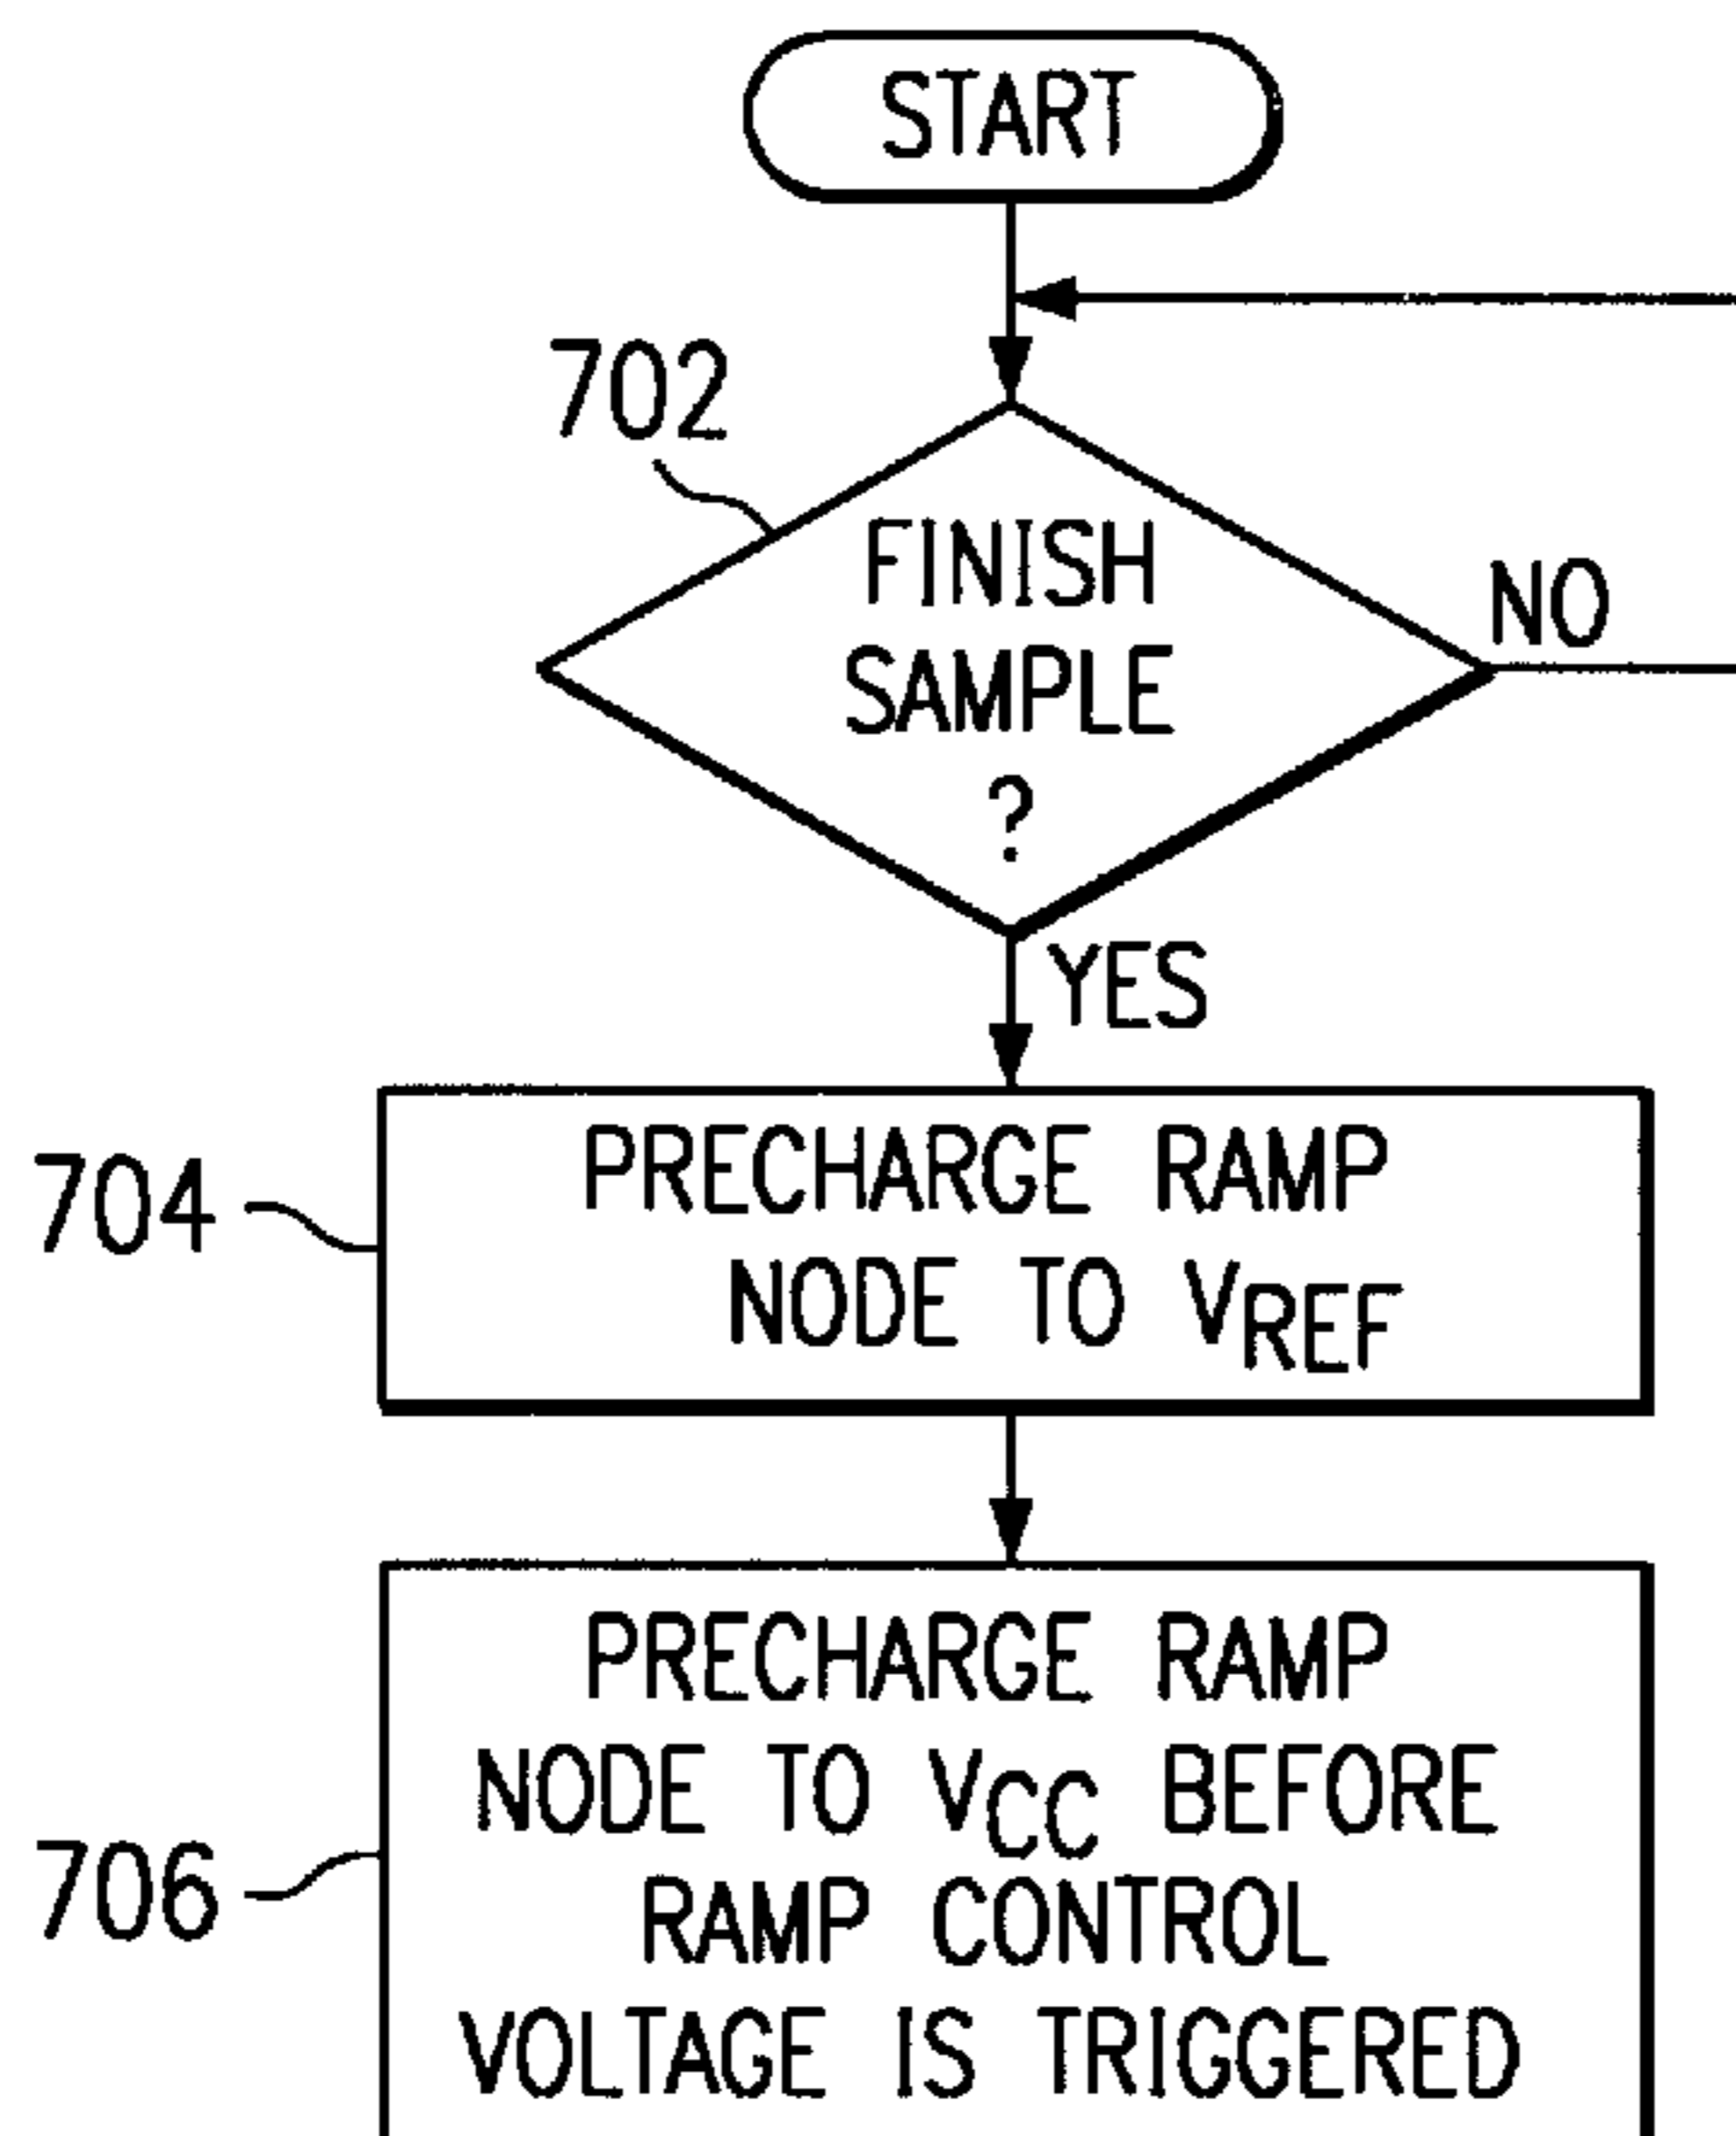 START
702
FINISH
SAMPLE
?
NO
YES
704
PRECHARGE RAMP
NODE TO VREF
706
PRECHARGE RAMP
NODE TO VCC BEFORE
RAMP CONTROL
VOLTAGE IS TRIGGERED